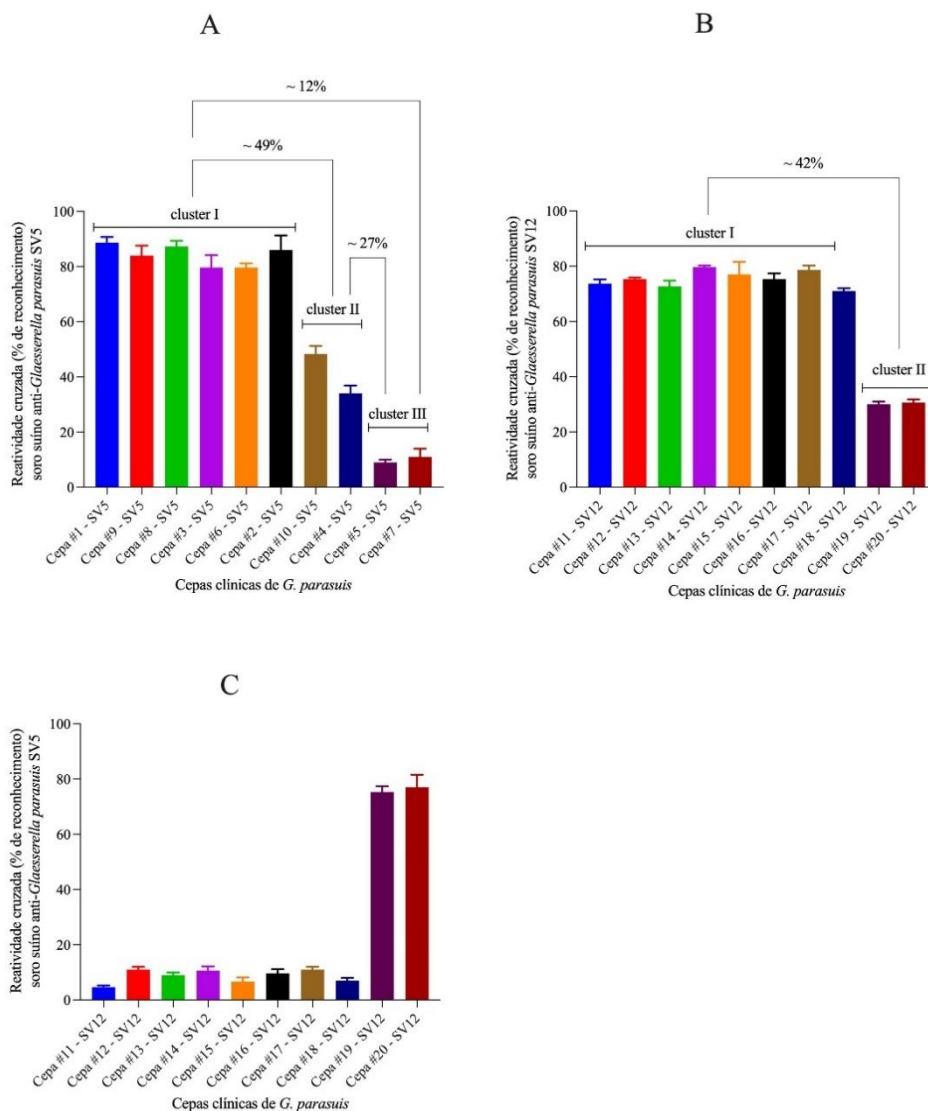 A
~ 12%
~ 49%
cluster I
~ 27%
cluster II
cluster III
Reatividade cruzada (% de reconhecimento)
soro suíno anti-Glaesserella parasuis SV5
100
80
60
40
20
0
Cepa #1 - SV5
Cepa #9 - SV5
Cepa #8 - SV5
Cepa #3 - SV5
Cepa #6 - SV5
Cepa #2 - SV5
Cepa #10 - SV5
Cepa #4 - SV5
Cepa #5 - SV5
Cepa #7 - SV5
Cepas clínicas de G. parasuis
B
~ 42%
cluster I
cluster II
Reatividade cruzada (% de reconhecimento)
soro suíno anti-Glaesserella parasuis SV12
100
80
60
40
20
0
Cepa #11 - SV12
Cepa #12 - SV12
Cepa #13 - SV12
Cepa #14 - SV12
Cepa #15 - SV12
Cepa #16 - SV12
Cepa #17 - SV12
Cepa #18 - SV12
Cepa #19 - SV12
Cepa #20 - SV12
Cepas clínicas de G. parasuis
C
Reatividade cruzada (% de reconhecimento)
soro suíno anti-Glaesserella parasuis SV5
100
80
60
40
20
0
Cepa #11 - SV12
Cepa #12 - SV12
Cepa #13 - SV12
Cepa #14 - SV12
Cepa #15 - SV12
Cepa #16 - SV12
Cepa #17 - SV12
Cepa #18 - SV12
Cepa #19 - SV12
Cepa #20 - SV12
Cepas clínicas de G. parasuis